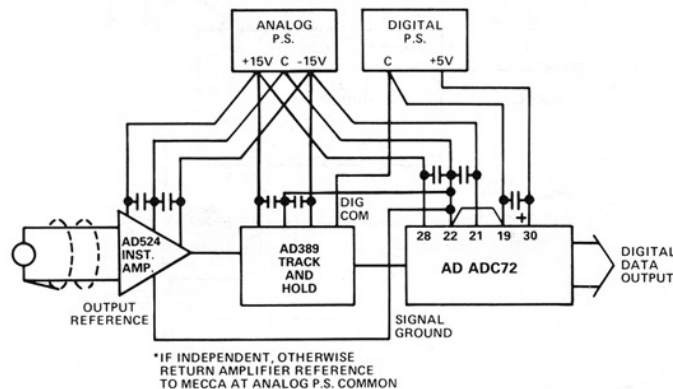 ANALOG
P.S.
+15V C -15V
DIGITAL
P.S.
C +5V
DIG
COM
AD524
INST.
AMP.
AD389
TRACK
AND
HOLD
28 22 21 19 30
+
AD ADC72
DIGITAL
DATA
OUTPUT
OUTPUT
REFERENCE
SIGNAL
GROUND
*IF INDEPENDENT, OTHERWISE
RETURN AMPLIFIER REFERENCE
TO MECCA AT ANALOG P.S. COMMON